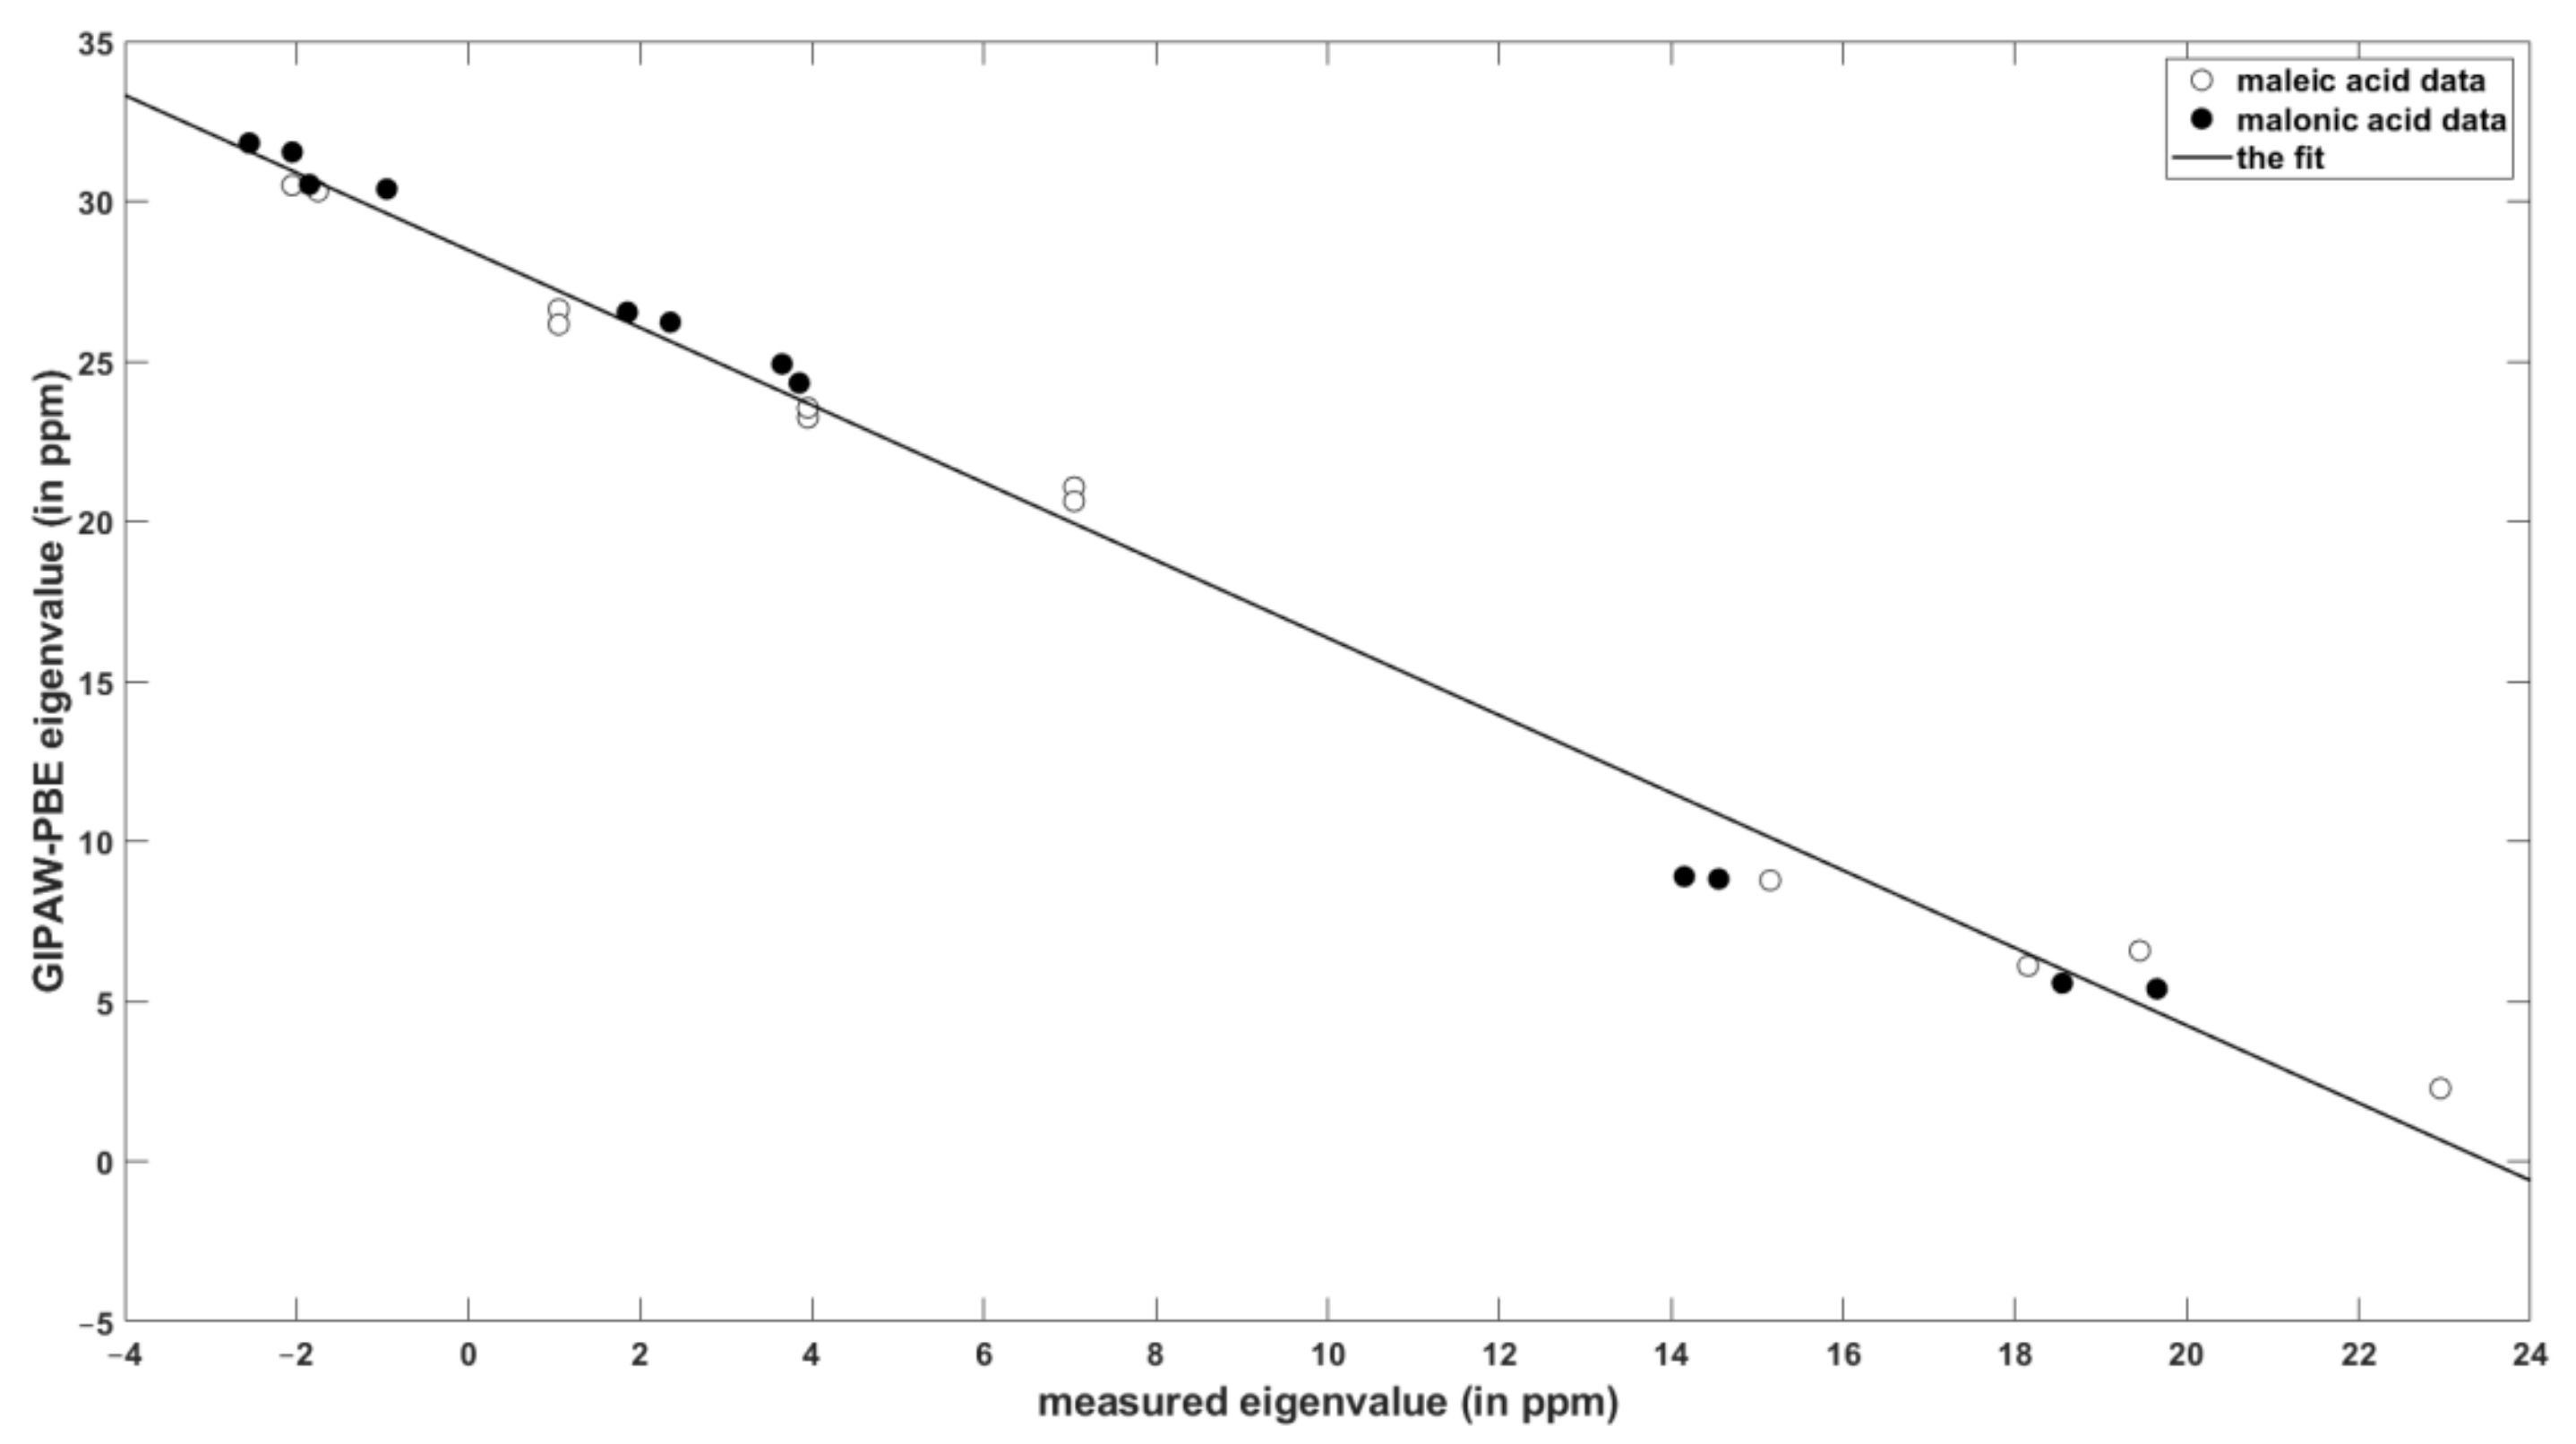 maleic acid data
malonic acid data
the fit
GIPAW-PBE eigenvalue (in ppm)
35
30
25
20
15
10
5
0
−5
−4 −2 0 2 4 6 8 10 12 14 16 18 20 22 24
measured eigenvalue (in ppm)